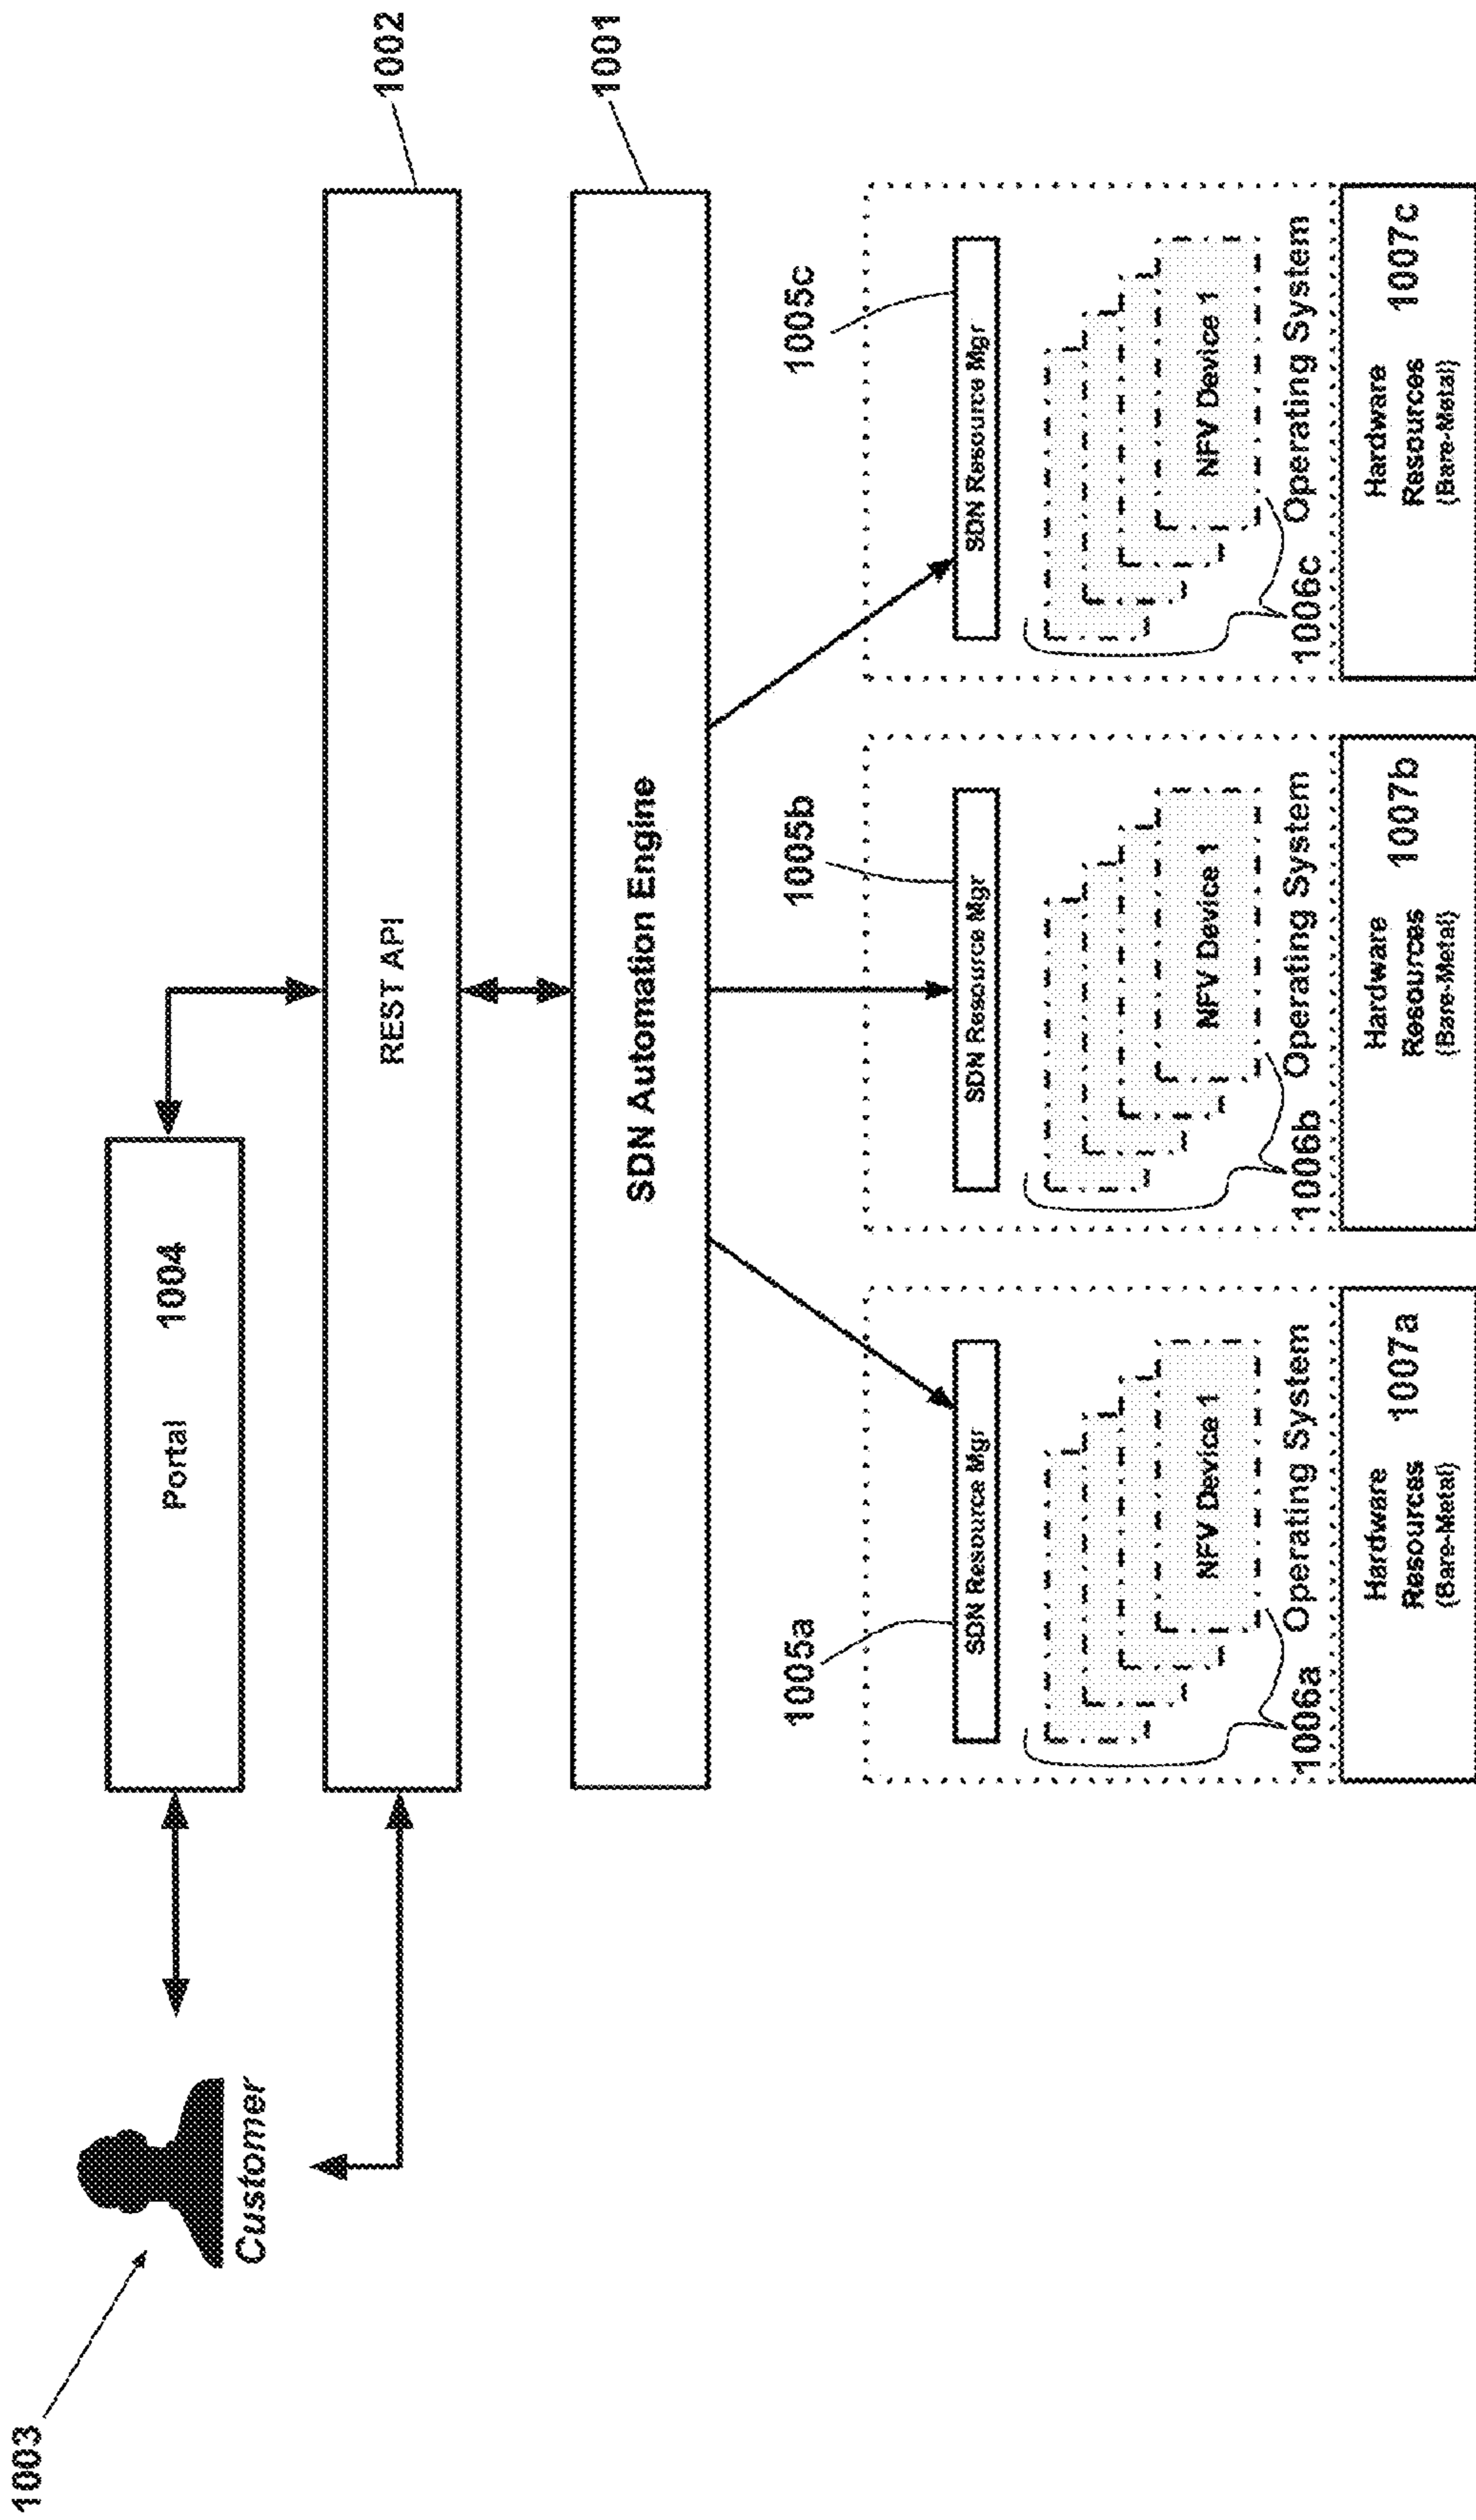 1003
Customer
Portal 1004
REST API
1002
SDN Automation Engine
1001
1005a
SDN Resource Mgr
NFV Device 1
1006a Operating System
Hardware
Resources
(Bare-Metal)
1007a
1005b
SDN Resource Mgr
NFV Device 1
1006b Operating System
Hardware
Resources
(Bare-Metal)
1007b
1005c
SDN Resource Mgr
NFV Device 1
1006c Operating System
Hardware
Resources
(Bare-Metal)
1007c